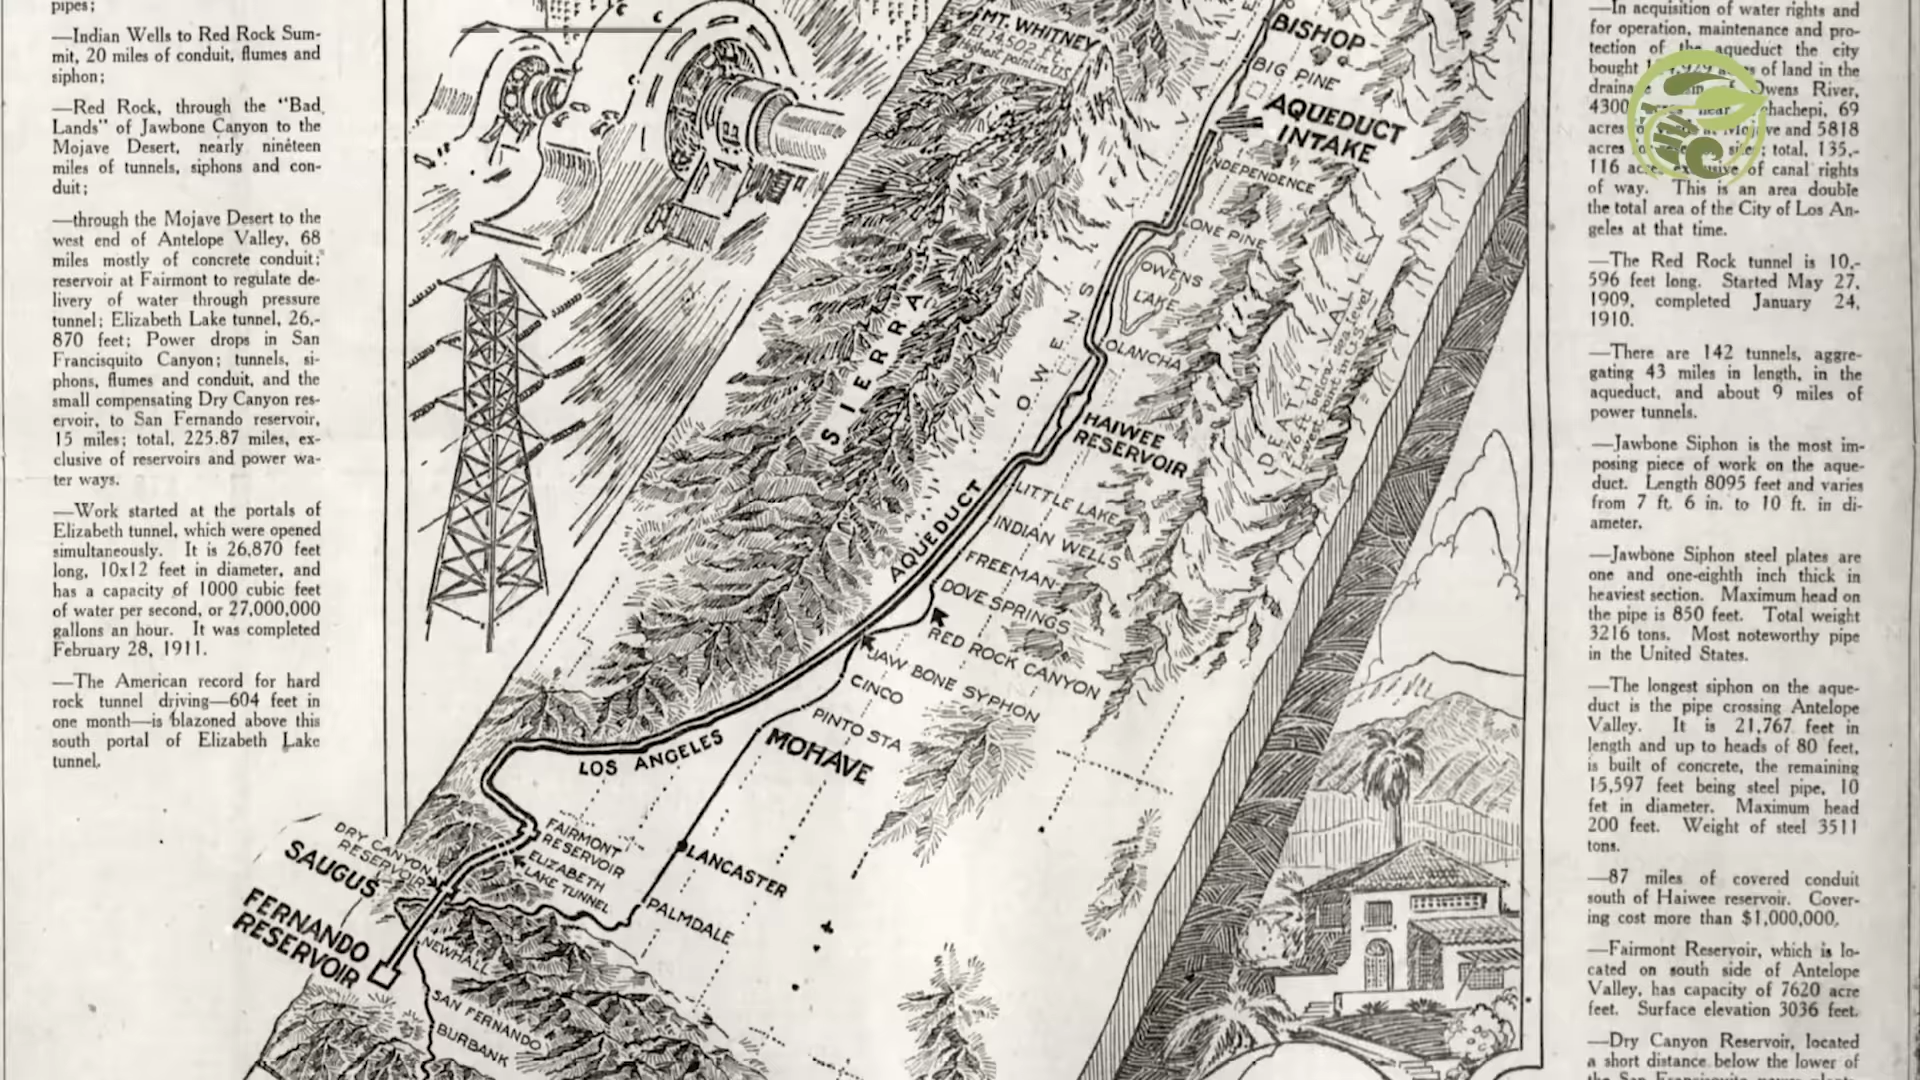 pipes;
—Indian Wells to Red Rock Sum-
mit, 20 miles of conduit, flumes and
siphon;
—Red Rock, through the "Bad
Lands" of Jawbone Canyon to the
Mojave Desert, nearly nineteen
miles of tunnels, siphons and con-
duit;
—through the Mojave Desert to the
west end of Antelope Valley, 68
miles mostly of concrete conduit;
reservoir at Fairmont to regulate de-
livery of water through pressure
tunnel; Elizabeth Lake tunnel, 26,-
870 feet; Power drops in San
Francisquito Canyon; tunnels, si-
phons, flumes and conduit, and the
small compensating Dry Canyon res-
ervoir, to San Fernando reservoir,
15 miles; total, 225.87 miles, ex-
clusive of reservoirs and power wa-
ter ways.
—Work started at the portals of
Elizabeth tunnel, which were opened
simultaneously. It is 26,870 feet
long, 10x12 feet in diameter, and
has a capacity of 1000 cubic feet
of water per second, or 27,000,000
gallons an hour. It was completed
February 28, 1911.
—The American record for hard
rock tunnel driving—604 feet in
one month—is blazoned above this
south portal of Elizabeth Lake
tunnel.
MT. WHITNEY
El. 14,502 ft.
Highest point in U.S.
BISHOP
BIG PINE
AQUEDUCT
INTAKE
INDEPENDENCE
LONE PINE
OWENS
LAKE
OLANCHA
SIERRA
OWENS VALLEY
DEATH VALLEY
276 ft. below sea level
Lowest point in U.S.
HAIWEE
RESERVOIR
LITTLE LAKE
INDIAN WELLS
FREEMAN
DOVE SPRINGS
RED ROCK CANYON
JAW BONE SYPHON
CINCO
PINTO STA
MOHAVE
LOS ANGELES AQUEDUCT
FAIRMONT
RESERVOIR
ELIZABETH
LAKE TUNNEL
LANCASTER
PALMDALE
DRY CANYON
RESERVOIR
SAUGUS
FERNANDO
RESERVOIR
NEWHALL
SAN FERNANDO
BURBANK
—In acquisition of water rights and
for operation, maintenance and pro-
tection of the aqueduct the city
bought of land in the
Owens River,
4300 near 69
acres and 5818
acres total, 135,-
116 of canal rights
of way. This is an area double
the total area of the City of Los An-
geles at that time.
—The Red Rock tunnel is 10,-
596 feet long. Started May 27,
1909, completed January 24,
1910.
—There are 142 tunnels, aggre-
gating 43 miles in length, in the
aqueduct, and about 9 miles of
power tunnels.
—Jawbone Siphon is the most im-
posing piece of work on the aque-
duct. Length 8095 feet and varies
from 7 ft. 6 in. to 10 ft. in di-
ameter.
—Jawbone Siphon steel plates are
one and one-eighth inch thick in
heaviest section. Maximum head on
the pipe is 850 feet. Total weight
3216 tons. Most noteworthy pipe
in the United States.
—The longest siphon on the aque-
duct is the pipe crossing Antelope
Valley. It is 21,767 feet in
length and up to heads of 80 feet,
is built of concrete, the remaining
15,597 feet being steel pipe, 10
fet in diameter. Maximum head
200 feet. Weight of steel 3511
tons.
—87 miles of covered conduit
south of Haiwee reservoir. Cover-
ing cost more than $1,000,000.
—Fairmont Reservoir, which is lo-
cated on south side of Antelope
Valley, has capacity of 7620 acre
feet. Surface elevation 3036 feet.
—Dry Canyon Reservoir, located
a short distance below the lower of